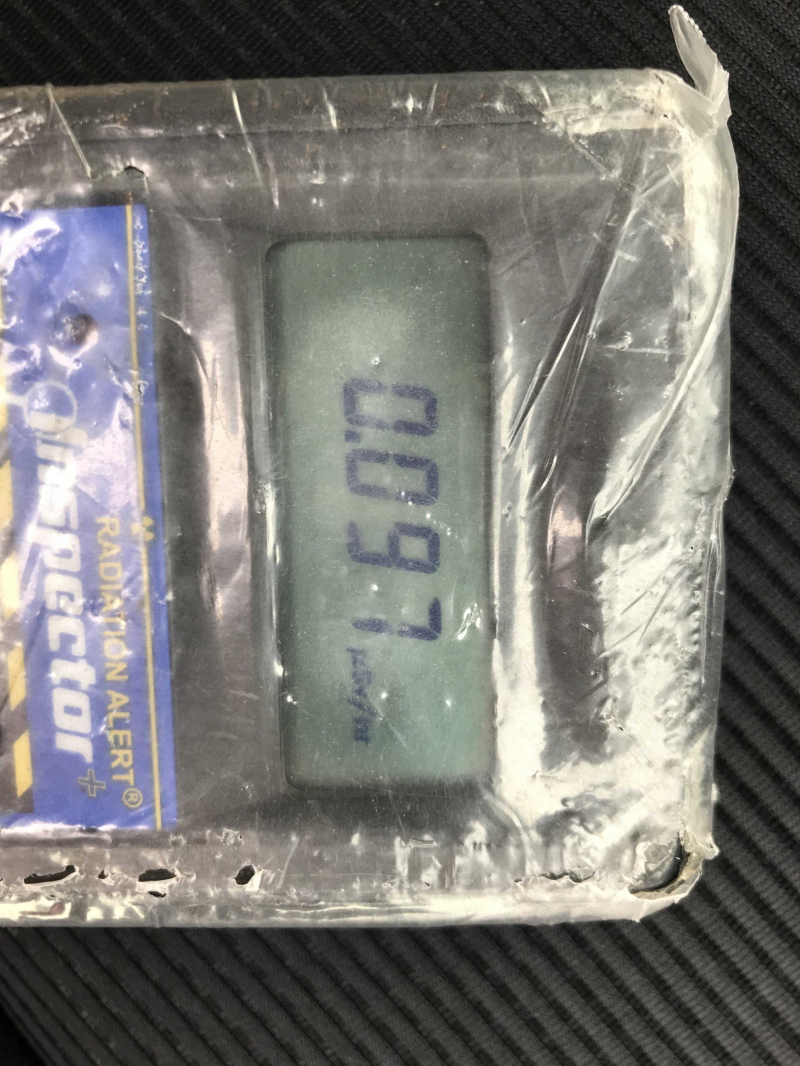 0.097 µSv/hr
RADIATION ALERT®
Inspector+